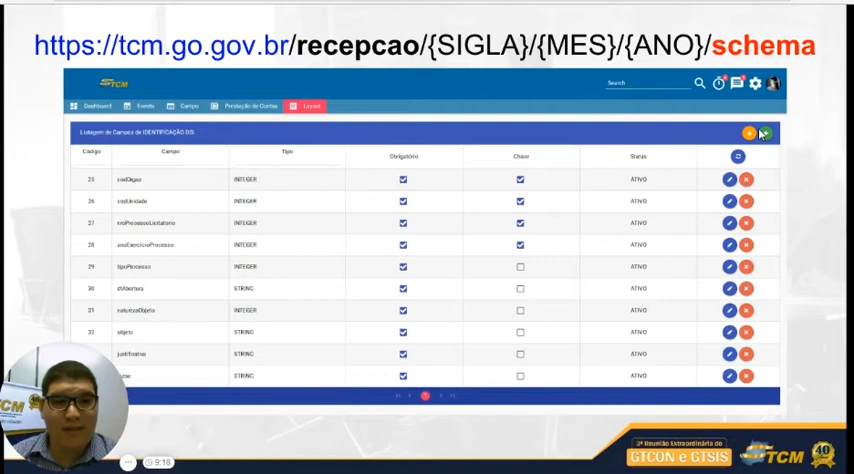 https://tcm.go.gov.br/recepcao/{SIGLA}/{MES}/{ANO}/schema
TCM
Search
Dashboard Evento Campo Prestação de Contas Layout
Listagem de Campos de IDENTIFICAÇÃO DSI
Código Campo Tipo Obrigatório Chave Status
25 codOrgao INTEGER ATIVO
26 codUnidade INTEGER ATIVO
27 nroProcessoLicitatorio INTEGER ATIVO
28 anoExercicioProcesso INTEGER ATIVO
29 tipoProcesso INTEGER ATIVO
30 dtAbertura STRING ATIVO
31 naturezaObjeto INTEGER ATIVO
32 objeto STRING ATIVO
justificativa STRING ATIVO
STRING ATIVO
1
TCM
9:18
3ª Reunião Extraordinária do
GTCON e GTSIS
TCM
40